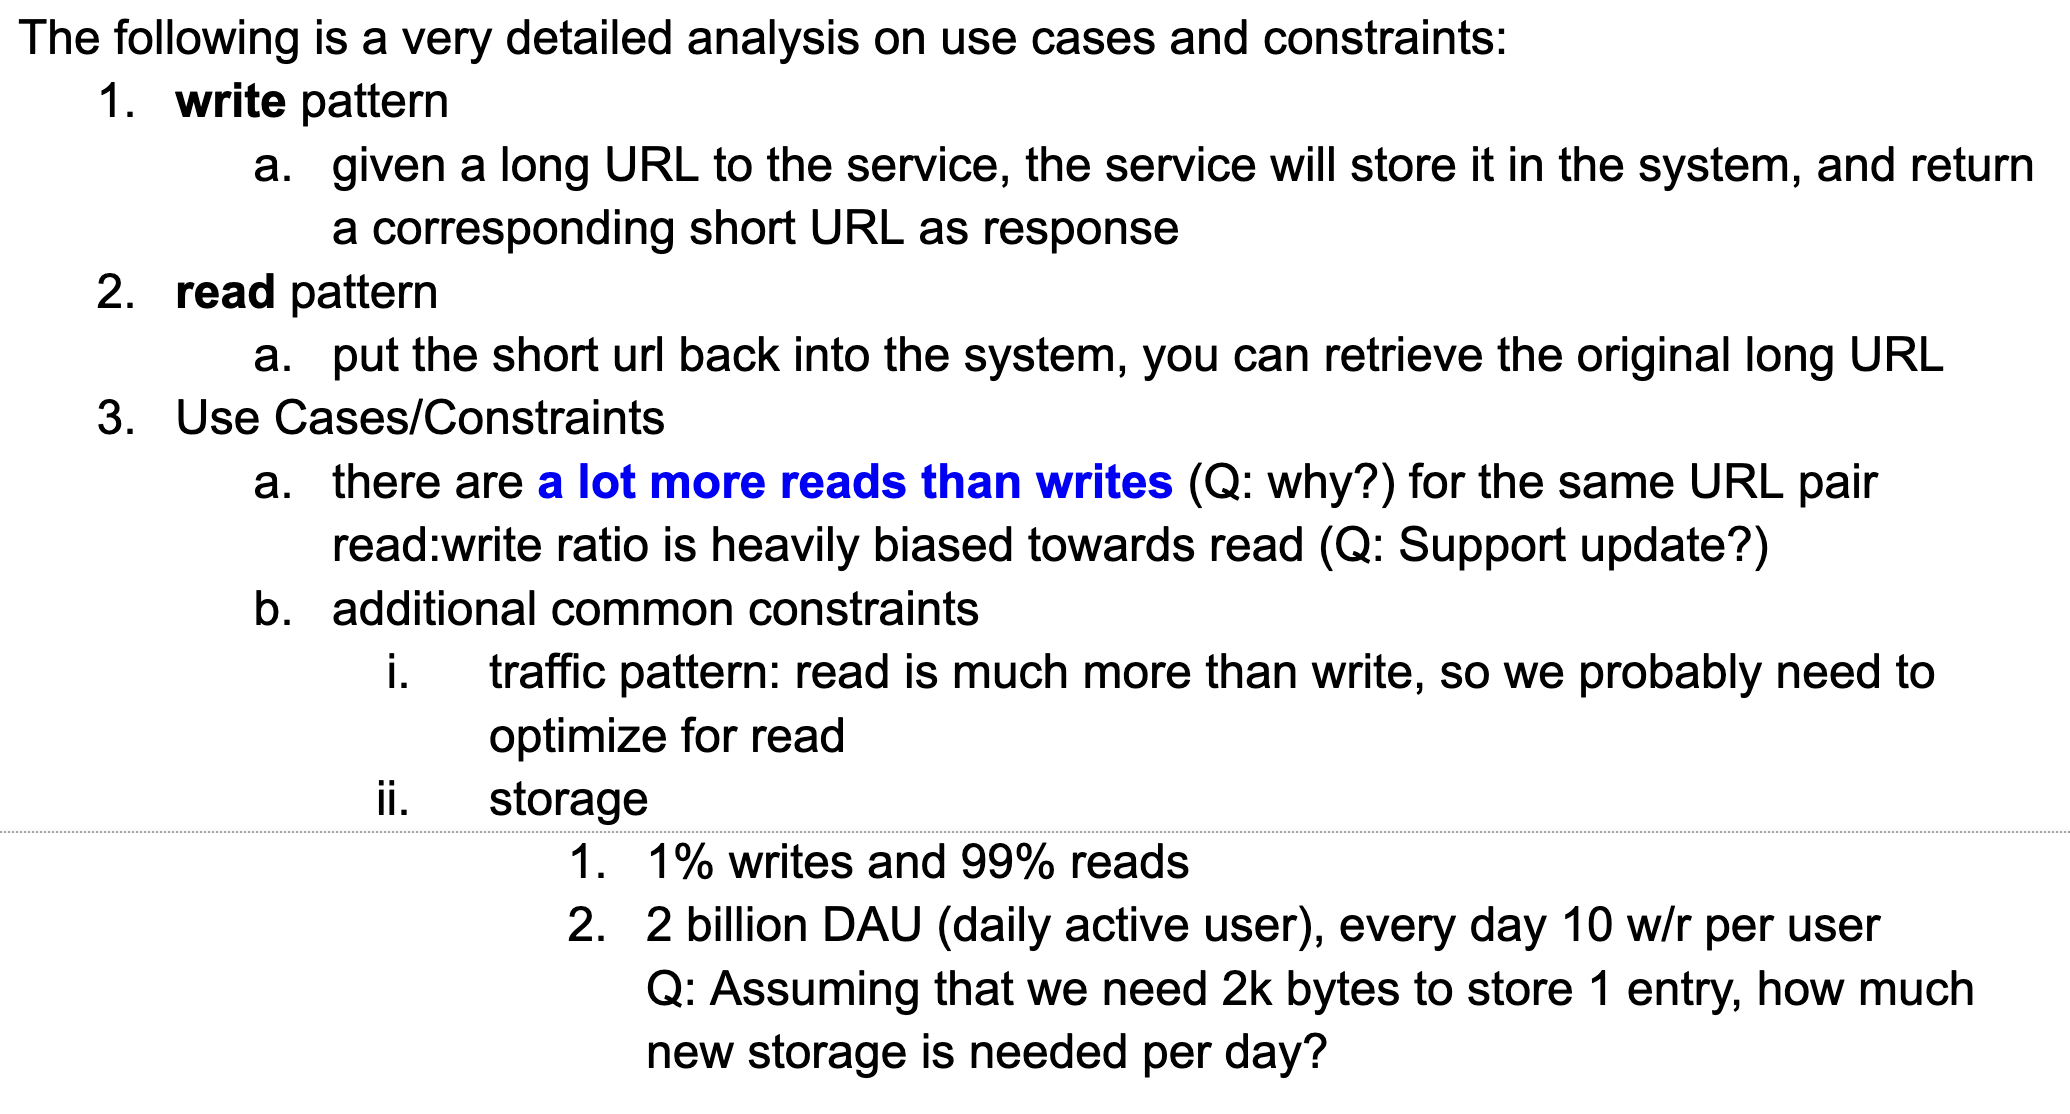 The following is a very detailed analysis on use cases and constraints:
1. write pattern
a. given a long URL to the service, the service will store it in the system, and return
a corresponding short URL as response
2. read pattern
a. put the short url back into the system, you can retrieve the original long URL
3. Use Cases/Constraints
a. there are a lot more reads than writes (Q: why?) for the same URL pair
read:write ratio is heavily biased towards read (Q: Support update?)
b. additional common constraints
i. traffic pattern: read is much more than write, so we probably need to
optimize for read
ii. storage
1. 1% writes and 99% reads
2. 2 billion DAU (daily active user), every day 10 w/r per user
Q: Assuming that we need 2k bytes to store 1 entry, how much
new storage is needed per day?